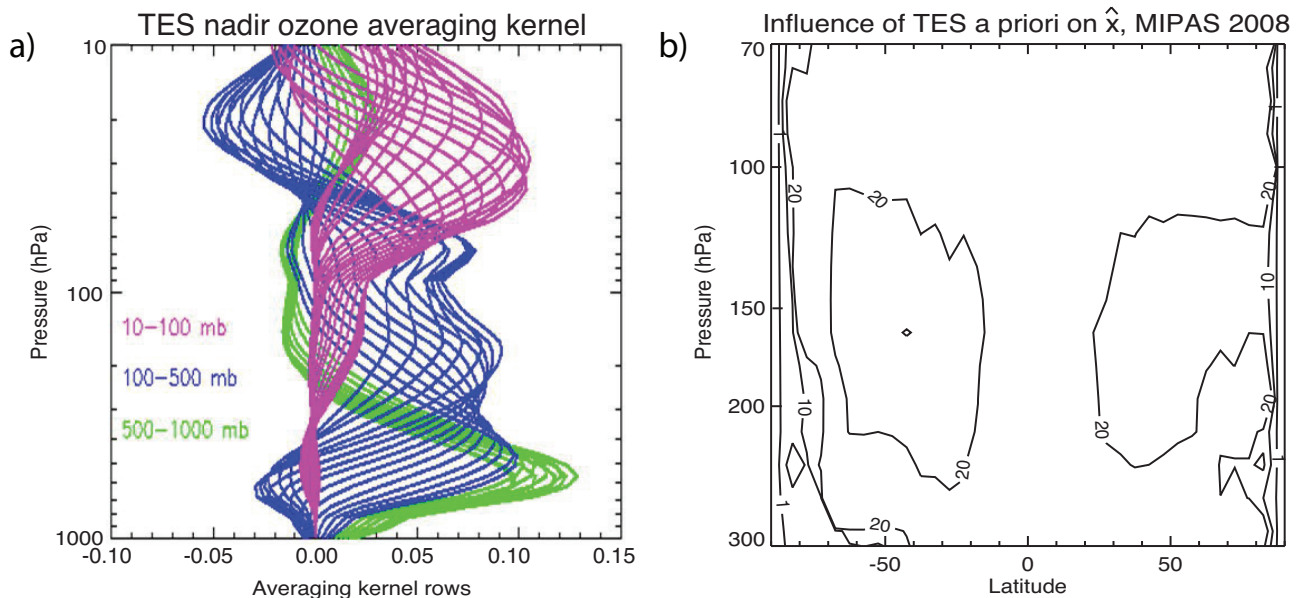 a)
TES nadir ozone averaging kernel
10
100
1000
Pressure (hPa)
10−100 mb
100−500 mb
500−1000 mb
-0.10
-0.05
0.00
0.05
0.10
0.15
Averaging kernel rows
b)
Influence of TES a priori on x̂, MIPAS 2008
70
100
150
200
300
Pressure (hPa)
1
20
10
1
20
20
20
20
20
20
10
20
1
1
-50
0
50
Latitude